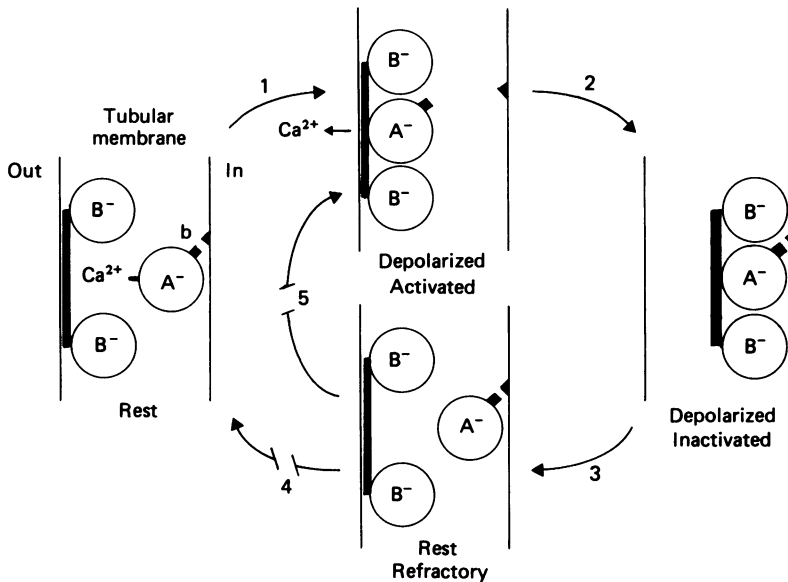 Tubular
membrane
Out
In
B⁻
b
Ca²⁺
A⁻
B⁻
Rest
1
B⁻
Ca²⁺
A⁻
B⁻
Depolarized
Activated
2
B⁻
A⁻
B⁻
Depolarized
Inactivated
3
B⁻
A⁻
B⁻
Rest
Refractory
4
5